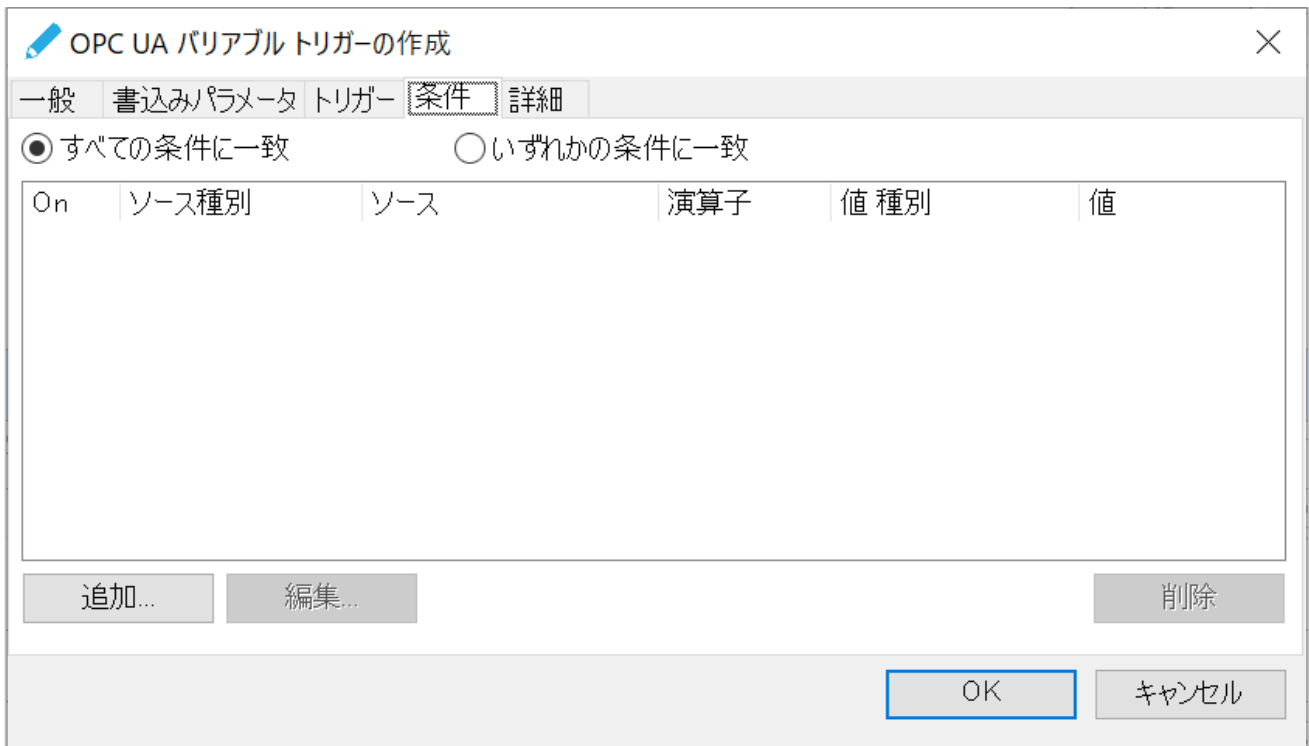 OPC UA バリアブル トリガーの作成
一般 書込みパラメータ トリガー 条件 詳細
すべての条件に一致 いずれかの条件に一致
On ソース種別 ソース 演算子 値 種別 値
追加... 編集... 削除
OK キャンセル